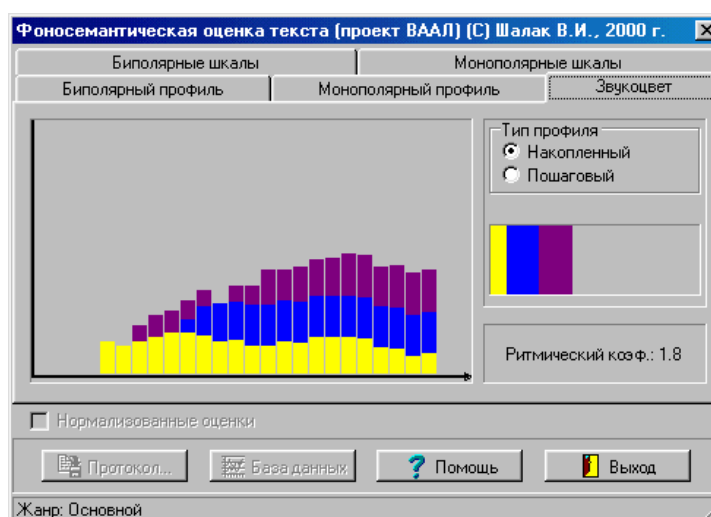 Фоносемантическая оценка текста (проект ВААЛ) (C) Шалак В.И., 2000 г.
Биполярные шкалы
Монополярные шкалы
Биполярный профиль
Монополярный профиль
Звукоцвет
Тип профиля
Накопленный
Пошаговый
Ритмический коэф.: 1.8
Нормализованные оценки
Протокол...
База данных
Помощь
Выход
Жанр: Основной